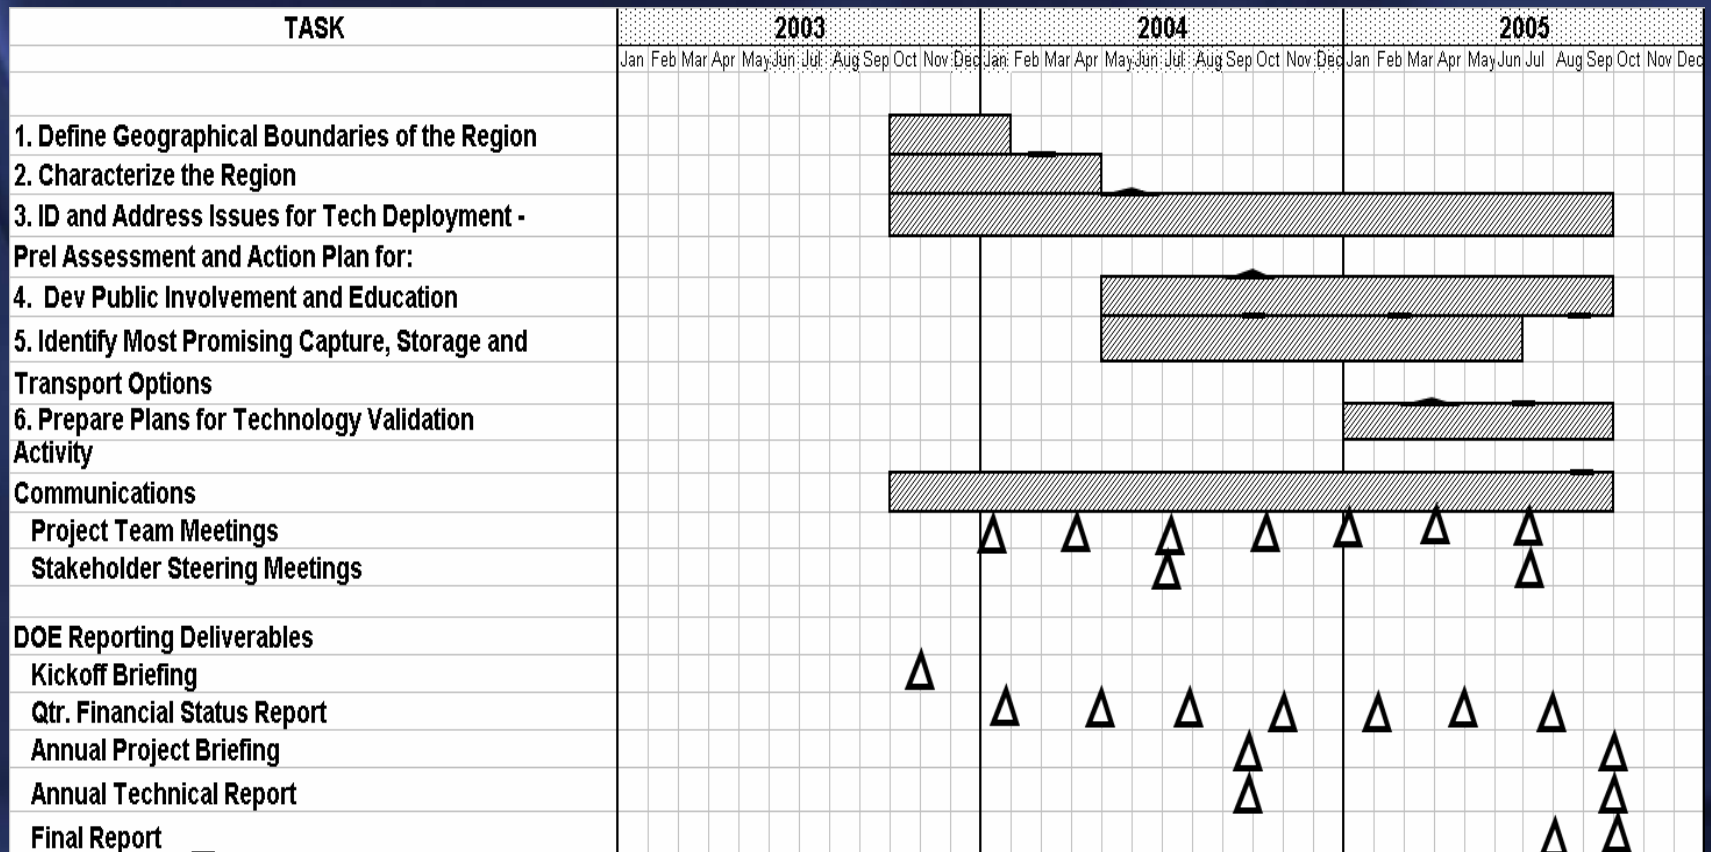 TASK 2003 2004 2005
Jan Feb Mar Apr May Jun Jul Aug Sep Oct Nov Dec Jan Feb Mar Apr May Jun Jul Aug Sep Oct Nov Dec Jan Feb Mar Apr May Jun Jul Aug Sep Oct Nov Dec
1. Define Geographical Boundaries of the Region
2. Characterize the Region
3. ID and Address Issues for Tech Deployment -
Prel Assessment and Action Plan for:
4. Dev Public Involvement and Education
5. Identify Most Promising Capture, Storage and
Transport Options
6. Prepare Plans for Technology Validation
Activity
Communications
Project Team Meetings
Stakeholder Steering Meetings
DOE Reporting Deliverables
Kickoff Briefing
Qtr. Financial Status Report
Annual Project Briefing
Annual Technical Report
Final Report